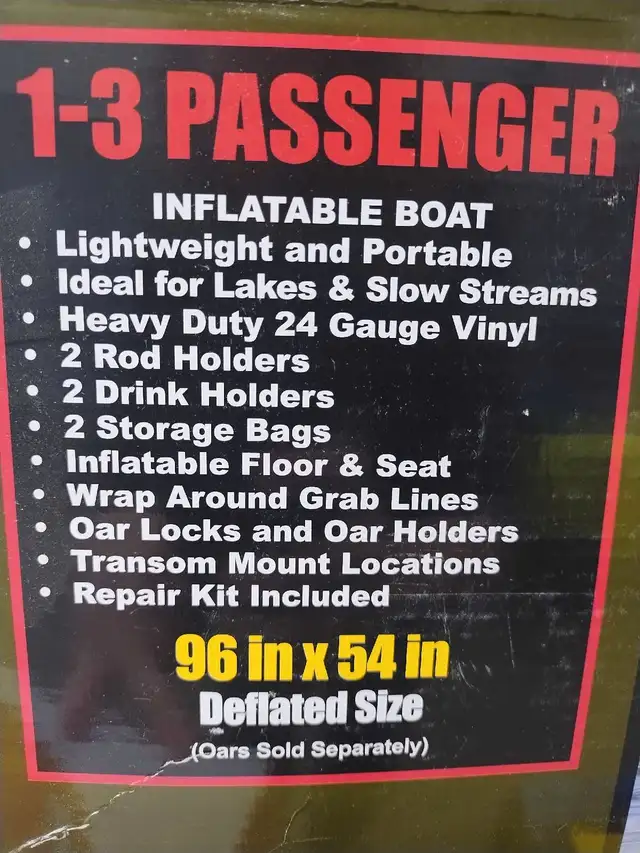 1-3 PASSENGER
INFLATABLE BOAT
• Lightweight and Portable
• Ideal for Lakes & Slow Streams
• Heavy Duty 24 Gauge Vinyl
• 2 Rod Holders
• 2 Drink Holders
• 2 Storage Bags
• Inflatable Floor & Seat
• Wrap Around Grab Lines
• Oar Locks and Oar Holders
• Transom Mount Locations
• Repair Kit Included
96 in x 54 in
Deflated Size
(Oars Sold Separately)